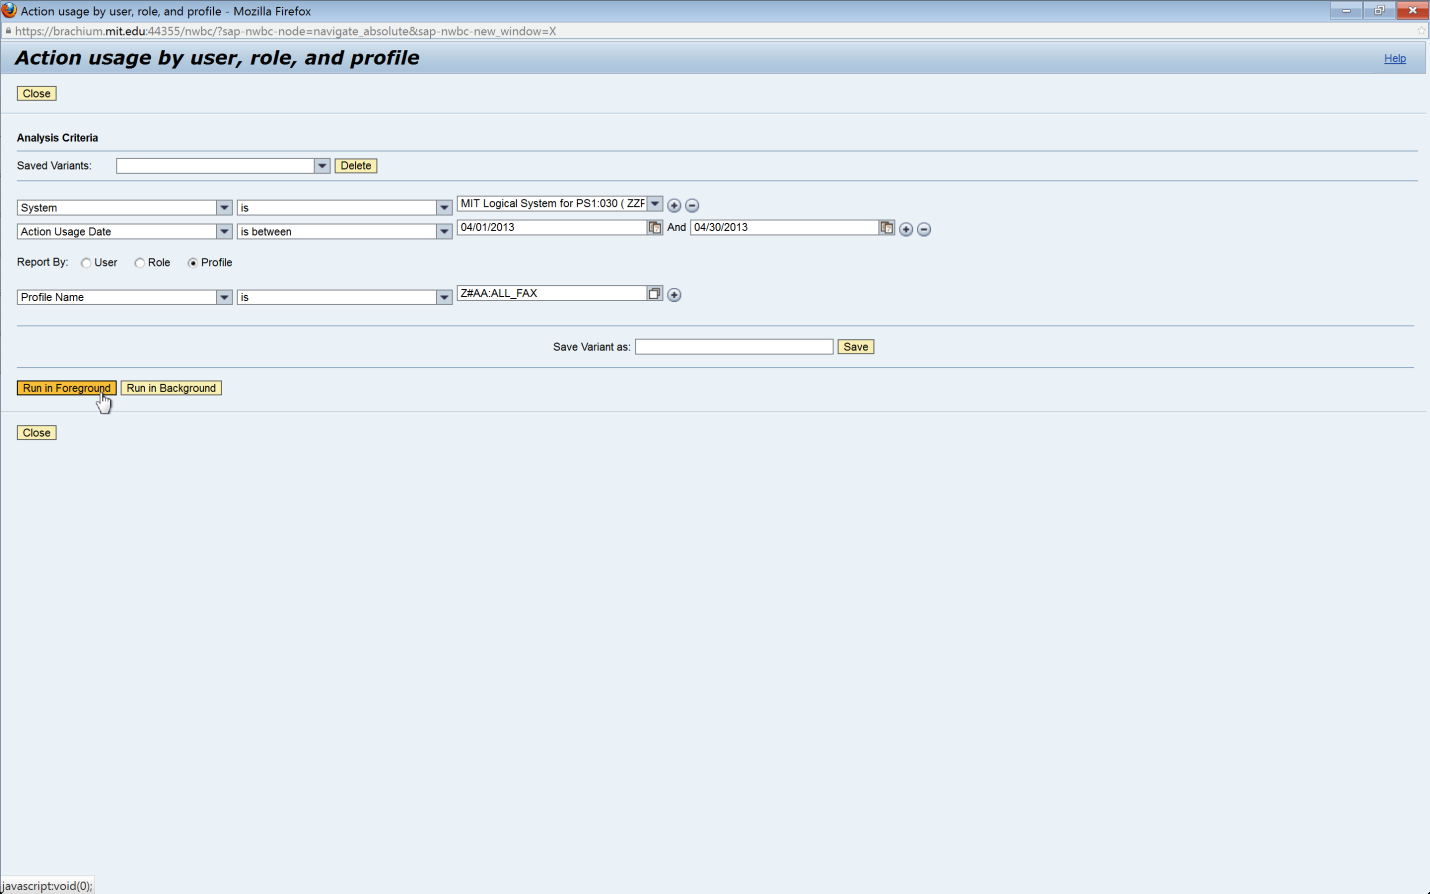 Action usage by user, role, and profile - Mozilla Firefox
https://brachium.mit.edu:44355/nwbc/?sap-nwbc-node=navigate_absolute&sap-nwbc-new_window=X
Action usage by user, role, and profile Help
Close
Analysis Criteria
Saved Variants: Delete
System is MIT Logical System for PS1:030 ( ZZF
Action Usage Date is between 04/01/2013 And 04/30/2013
Report By: User Role Profile
Profile Name is Z#AA:ALL_FAX
Save Variant as: Save
Run in Foreground Run in Background
Close
javascript:void(0);